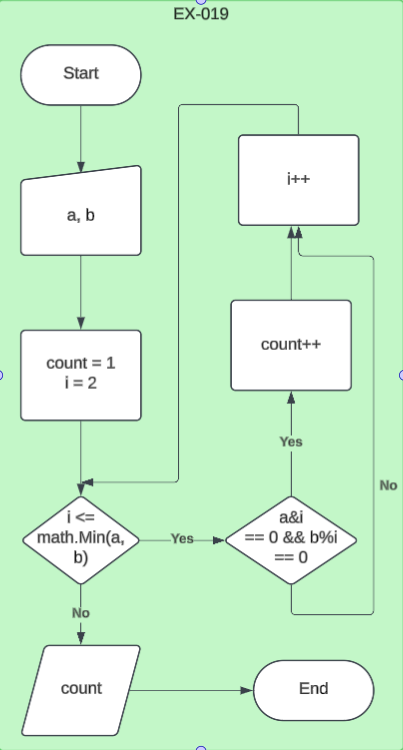 EX-019
Start
a, b
count = 1
i = 2
i <=
math.Min(a,
b)
Yes
No
count
End
a&i
== 0 && b%i
== 0
Yes
No
count++
i++